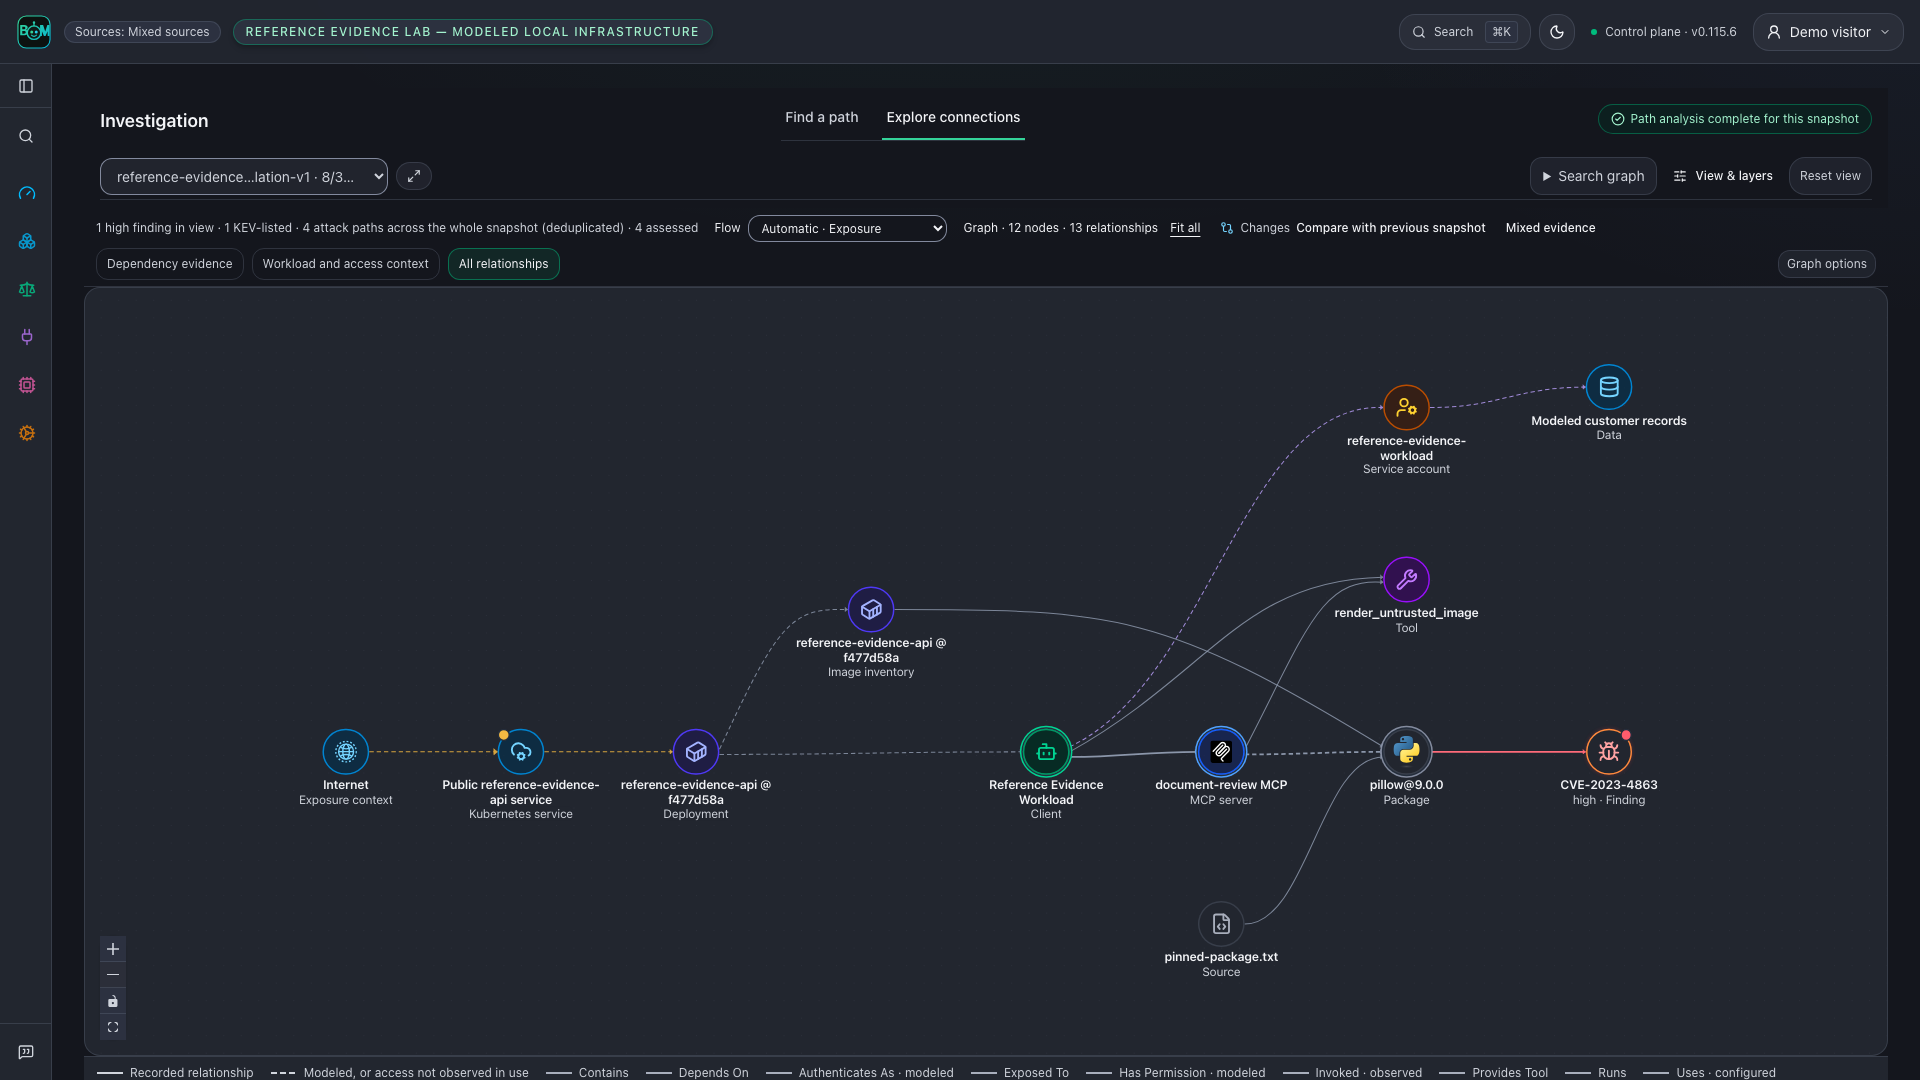 BOM
Sources: Mixed sources
REFERENCE EVIDENCE LAB — MODELED LOCAL INFRASTRUCTURE
Search ⌘K
Control plane · v0.115.6
Demo visitor
Investigation
Find a path
Explore connections
Path analysis complete for this snapshot
reference-evidence...lation-v1 · 8/3...
Search graph
View & layers
Reset view
1 high finding in view · 1 KEV-listed · 4 attack paths across the whole snapshot (deduplicated) · 4 assessed
Flow
Automatic · Exposure
Graph · 12 nodes · 13 relationships
Fit all
Changes
Compare with previous snapshot
Mixed evidence
Dependency evidence
Workload and access context
All relationships
Graph options
Modeled customer records
Data
reference-evidence-
workload
Service account
render_untrusted_image
Tool
reference-evidence-api @
f477d58a
Image inventory
Internet
Exposure context
Public reference-evidence-
api service
Kubernetes service
reference-evidence-api @
f477d58a
Deployment
Reference Evidence
Workload
Client
document-review MCP
MCP server
pillow@9.0.0
Package
CVE-2023-4863
high · Finding
pinned-package.txt
Source
Recorded relationship
Modeled, or access not observed in use
Contains
Depends On
Authenticates As · modeled
Exposed To
Has Permission · modeled
Invoked · observed
Provides Tool
Runs
Uses · configured